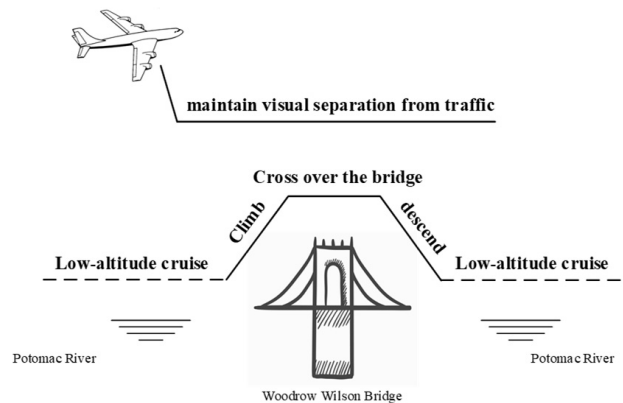 maintain visual separation from traffic
Cross over the bridge
Climb
descend
Low-altitude cruise
Low-altitude cruise
Potomac River
Potomac River
Woodrow Wilson Bridge